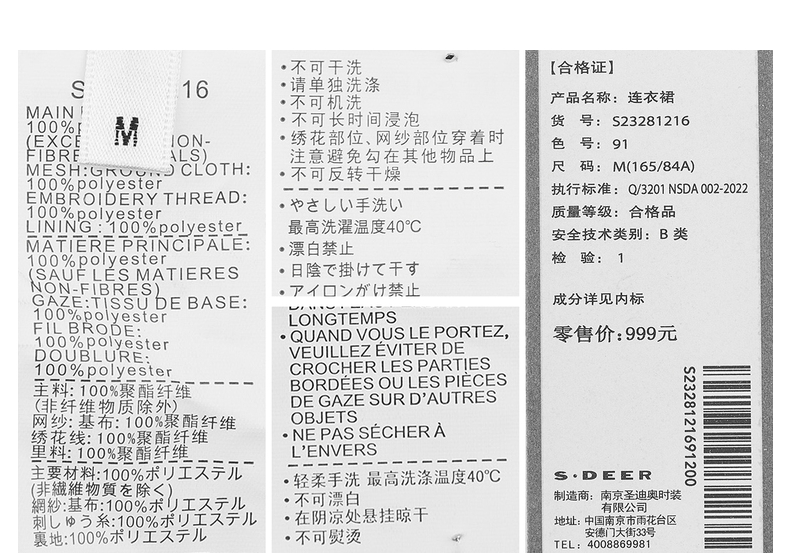 S 16
M
MAIN
100%p
(EXCE ION-
FIBRE ALS)
MESH:GROUND CLOTH:
100%polyester
EMBROIDERY THREAD:
100%polyester
LINING : 100%polyester
MATIERE PRINCIPALE:
100%polyester
(SAUF LES MATIERES
NON-FIBRES)
GAZE:TISSU DE BASE:
100%polyester
FIL BRODE:
100%polyester
DOUBLURE:
100%polyester
主料: 100%聚酯纤维
(非纤维物质除外)
网纱: 基布: 100%聚酯纤维
绣花线: 100%聚酯纤维
里料: 100%聚酯纤维
主要材料:100%ポリエステル
(非繊維物質を除く)
網紗:基布:100%ポリエステル
刺しゅう糸:100%ポリエステル
裏地:100%ポリエステル
•不可干洗
•请单独洗涤
•不可机洗
•不可长时间浸泡
•绣花部位、网纱部位穿着时
注意避免勾在其他物品上
•不可反转干燥
•やさしい手洗い
最高洗濯温度40℃
•漂白禁止
•日陰で掛けて干す
•アイロンがけ禁止
LONGTEMPS
•QUAND VOUS LE PORTEZ,
VEUILLEZ ÉVITER DE
CROCHER LES PARTIES
BORDÉES OU LES PIÈCES
DE GAZE SUR D'AUTRES
OBJETS
•NE PAS SÉCHER À
L'ENVERS
•轻柔手洗 最高洗涤温度40℃
•不可漂白
•在阴凉处悬挂晾干
•不可熨烫
【合格证】
产品名称: 连衣裙
货 号: S23281216
色 号: 91
尺 码: M(165/84A)
执行标准: Q/3201 NSDA 002-2022
质量等级: 合格品
安全技术类别: B 类
检 验: 1
成分详见内标
零售价:999元
S2328121691200
S·DEER
制造商: 南京圣迪奥时装
有限公司
地址: 中国南京市雨花台区
安德门大街33号
TEL: 4008869981